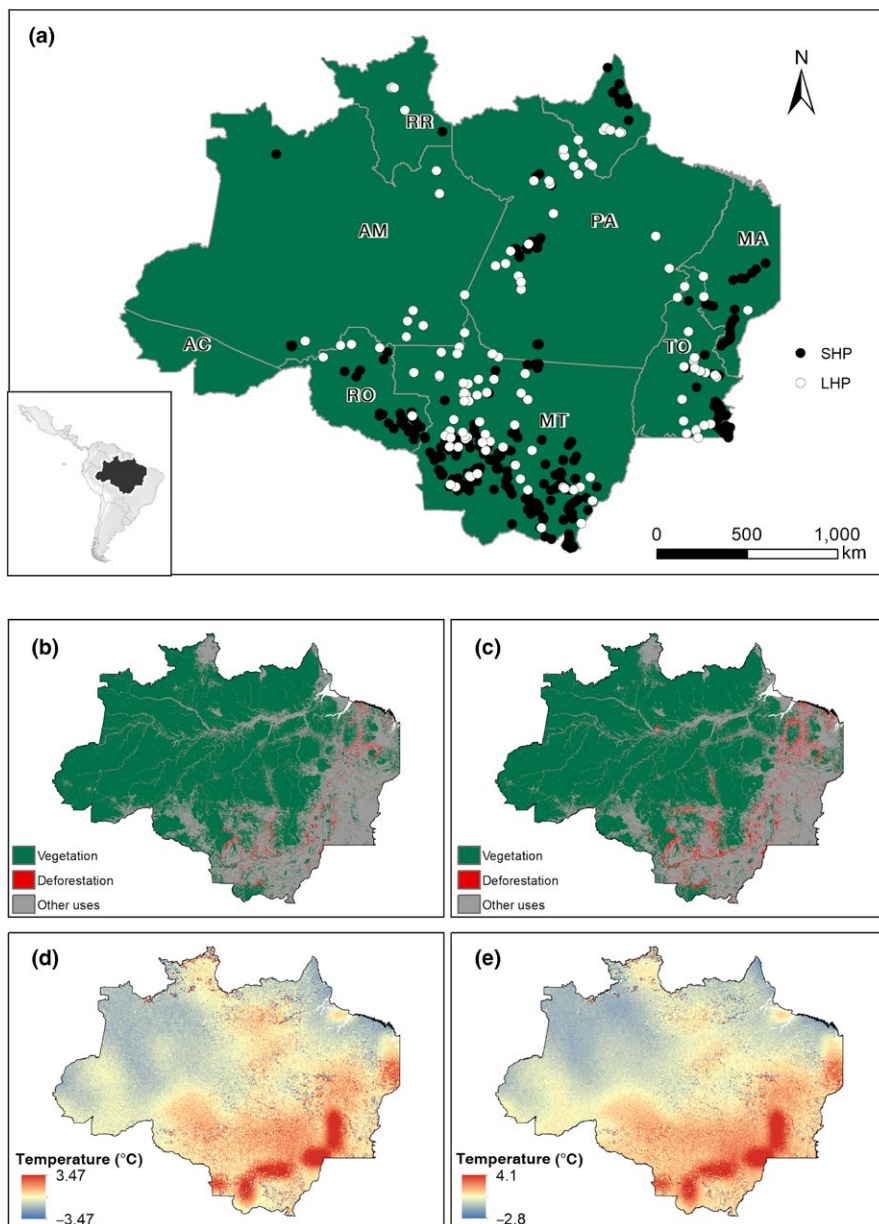 (a)
N
RR
AM
PA
MA
SHP
LHP
AC
TO
RO
MT
0 500 1,000
km
(b)
Vegetation
Deforestation
Other uses
(c)
Vegetation
Deforestation
Other uses
(d)
Temperature (°C)
3.47
−3.47
(e)
Temperature (°C)
4.1
−2.8